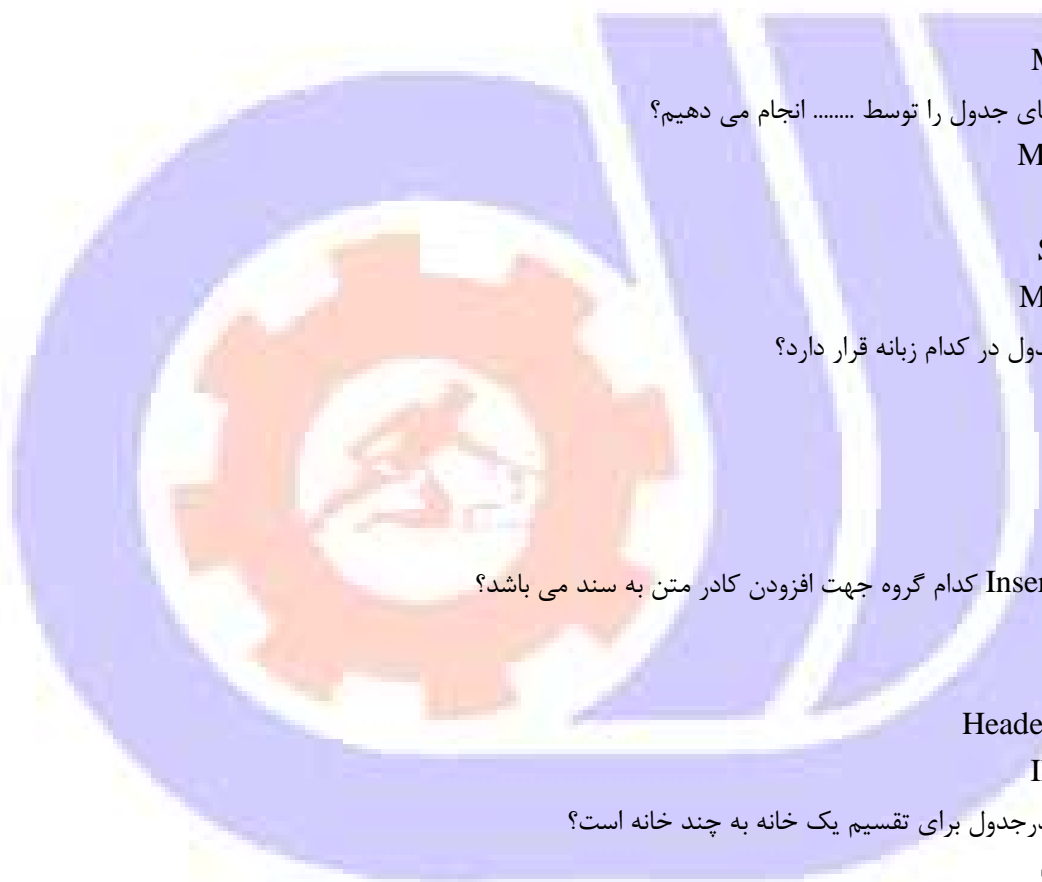 M
ای جدول را توسط ........ انجام می دهیم؟
M
S
M
دول در کدام زبانه قرار دارد؟
Inser کدام گروه جهت افزودن کادر متن به سند می باشد؟
Heade
I
درجدول برای تقسیم یک خانه به چند خانه است؟